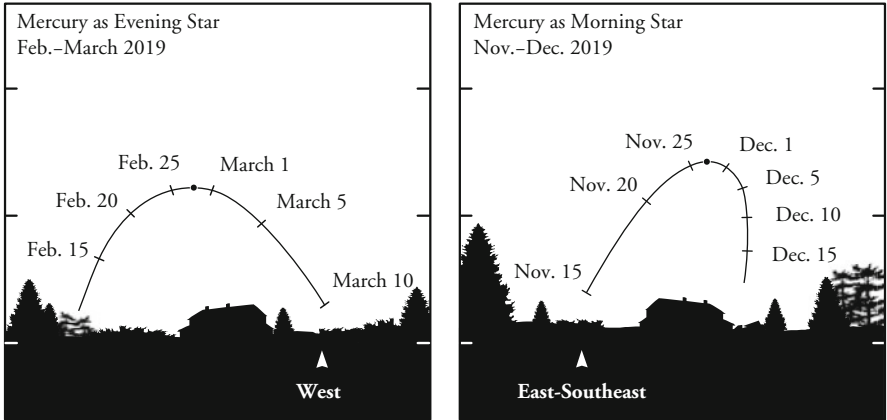 Mercury as Evening Star
Feb.–March 2019
Feb. 25
March 1
Feb. 20
March 5
Feb. 15
March 10
West
Mercury as Morning Star
Nov.–Dec. 2019
Nov. 25
Dec. 1
Nov. 20
Dec. 5
Dec. 10
Dec. 15
Nov. 15
East-Southeast